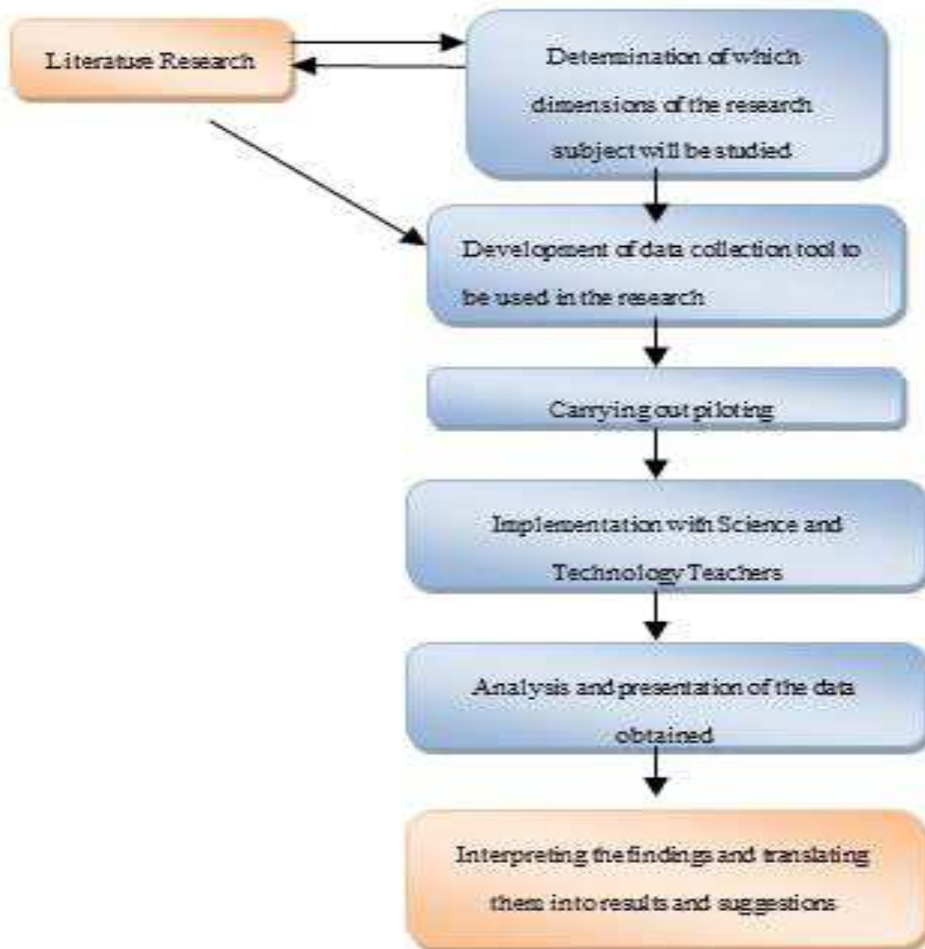 Literature Research
Determination of which
dimensions of the research
subject will be studied
Development of data collection tool to
be used in the research
Carrying out piloting
Implementation with Science and
Technology Teachers
Analysis and presentation of the data
obtained
Interpreting the findings and translating
them into results and suggestions